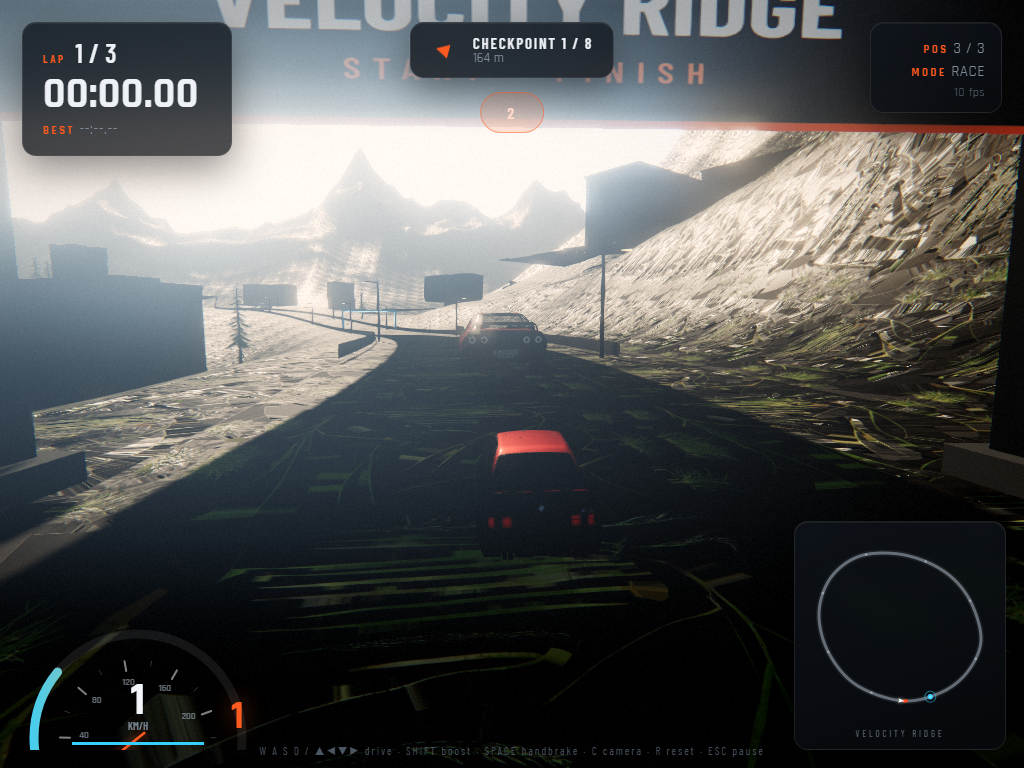 VELOCITY RIDGE
LAP 1 / 3
00:00.00
BEST --:--.--
CHECKPOINT 1 / 8
164 m
POS 3 / 3
MODE RACE
10 fps
2
40
80
120
160
200
1
KM/H
1
W A S D / ▲◀▼▶ drive · SHIFT boost · SPACE handbrake · C camera · R reset · ESC pause
VELOCITY RIDGE